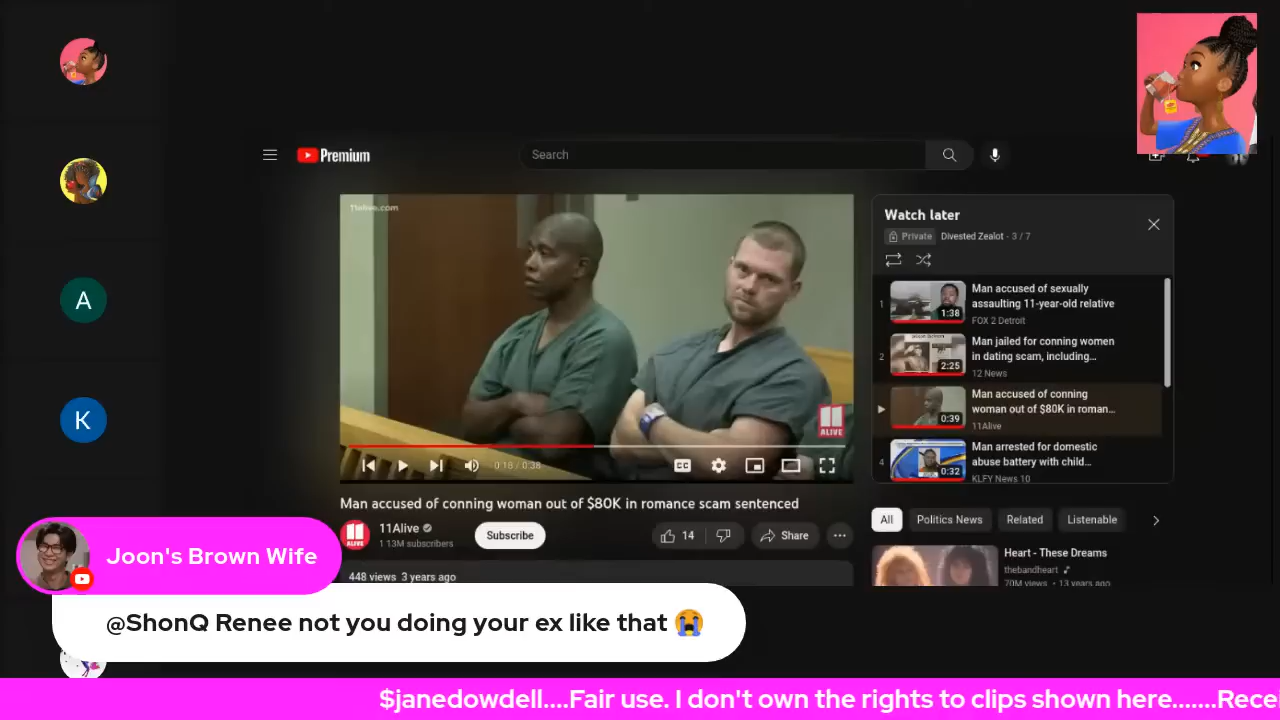 Premium
Search
11alive.com
11
ALIVE
0:18 / 0:38
CC
Man accused of conning woman out of $80K in romance scam sentenced
11Alive
1.13M subscribers
Subscribe
14
Share
448 views 3 years ago
Watch later
Private
Divested Zealot - 3 / 7
1
1:38
Man accused of sexually
assaulting 11-year-old relative
FOX 2 Detroit
2
2:25
Man jailed for conning women
in dating scam, including...
12 News
0:39
Man accused of conning
woman out of $80K in roman...
11Alive
4
0:32
Man arrested for domestic
abuse battery with child...
KLFY News 10
All
Politics News
Related
Listenable
Heart - These Dreams
thebandheart
70M views • 13 years ago
A
K
Joon's Brown Wife
@ShonQ Renee not you doing your ex like that 😭
$janedowdell....Fair use. I don't own the rights to clips shown here.......Rece